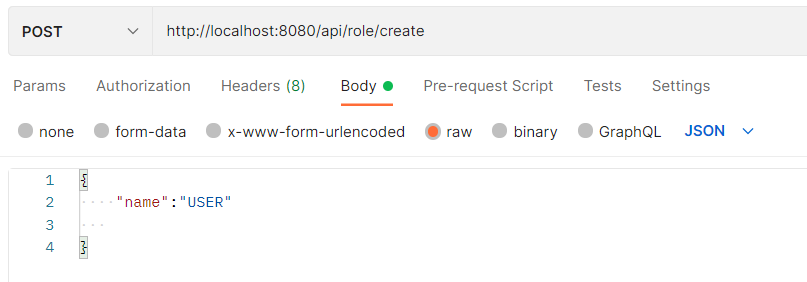 POST http://localhost:8080/api/role/create
Params Authorization Headers (8) Body Pre-request Script Tests Settings
none form-data x-www-form-urlencoded raw binary GraphQL JSON
1 {
2 "name":"USER"
3
4 }